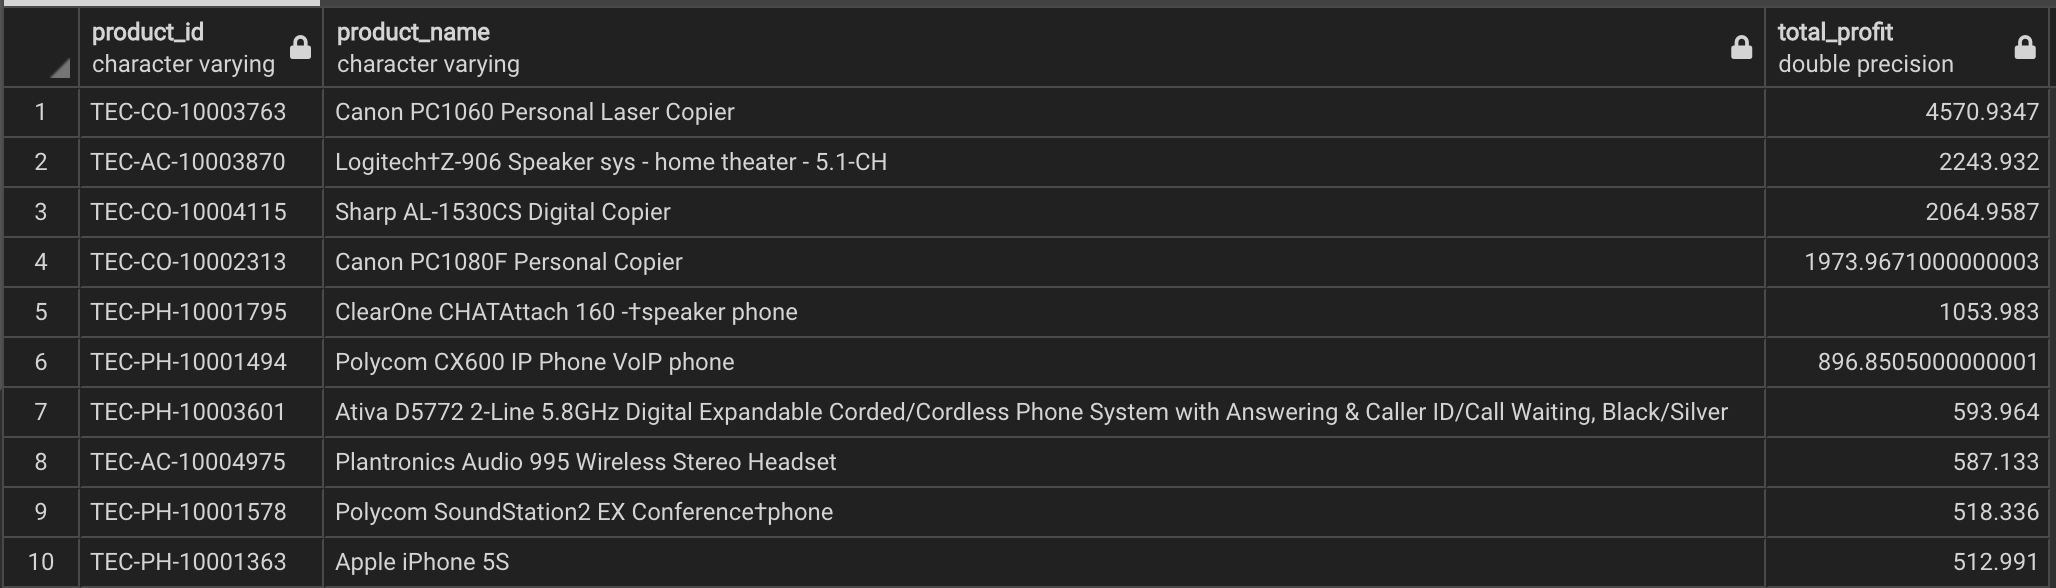 product_id product_name total_profit
character varying character varying double precision
1 TEC-CO-10003763 Canon PC1060 Personal Laser Copier 4570.9347
2 TEC-AC-10003870 Logitech†Z-906 Speaker sys - home theater - 5.1-CH 2243.932
3 TEC-CO-10004115 Sharp AL-1530CS Digital Copier 2064.9587
4 TEC-CO-10002313 Canon PC1080F Personal Copier 1973.9671000000003
5 TEC-PH-10001795 ClearOne CHATAttach 160 -†speaker phone 1053.983
6 TEC-PH-10001494 Polycom CX600 IP Phone VoIP phone 896.8505000000001
7 TEC-PH-10003601 Ativa D5772 2-Line 5.8GHz Digital Expandable Corded/Cordless Phone System with Answering & Caller ID/Call Waiting, Black/Silver 593.964
8 TEC-AC-10004975 Plantronics Audio 995 Wireless Stereo Headset 587.133
9 TEC-PH-10001578 Polycom SoundStation2 EX Conference†phone 518.336
10 TEC-PH-10001363 Apple iPhone 5S 512.991